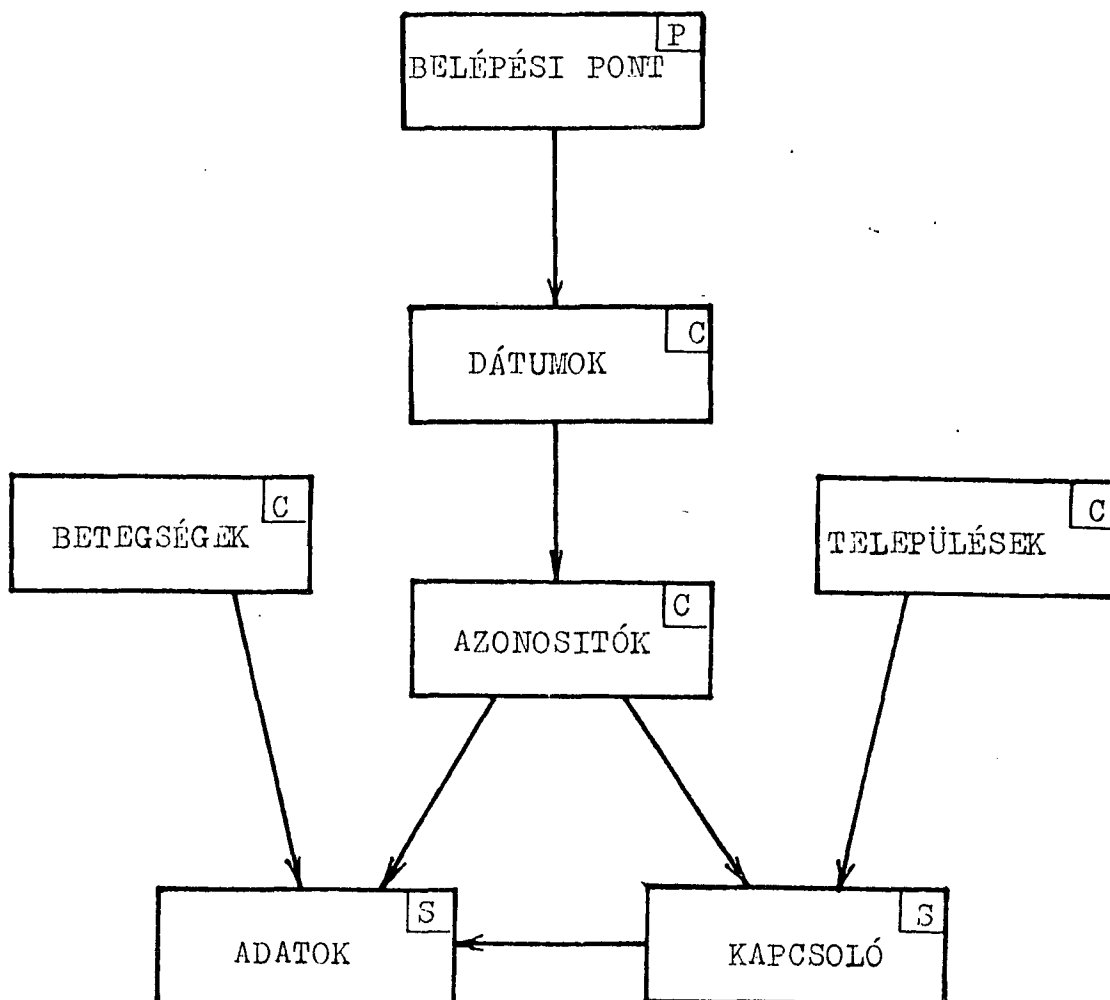 P
BELÉPÉSI PONT
C
DÁTUMOK
C
BETEGSÉGEK
C
TELEPÜLÉSEK
C
AZONOSITÓK
S
ADATOK
S
KAPCSOLÓ